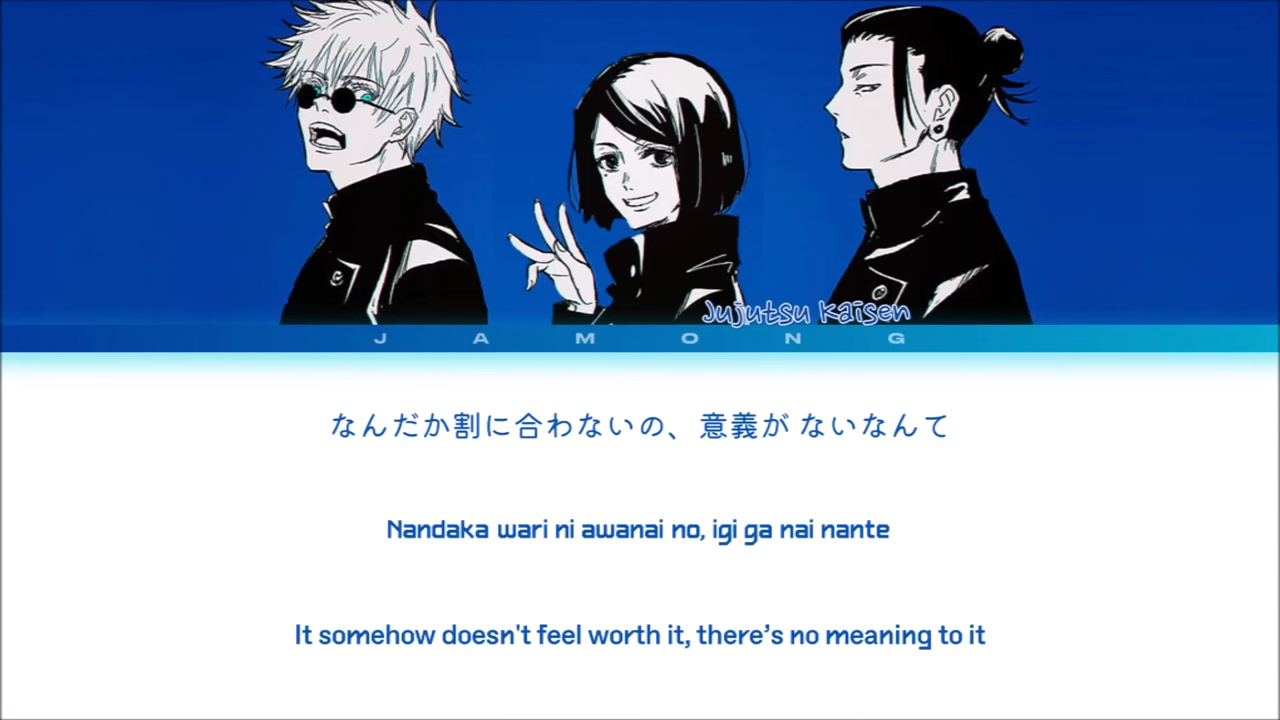 Jujutsu Kaisen
JAMONG
なんだか割に合わないの、意義が ないなんて
Nandaka wari ni awanai no, igi ga nai nante
It somehow doesn't feel worth it, there’s no meaning to it